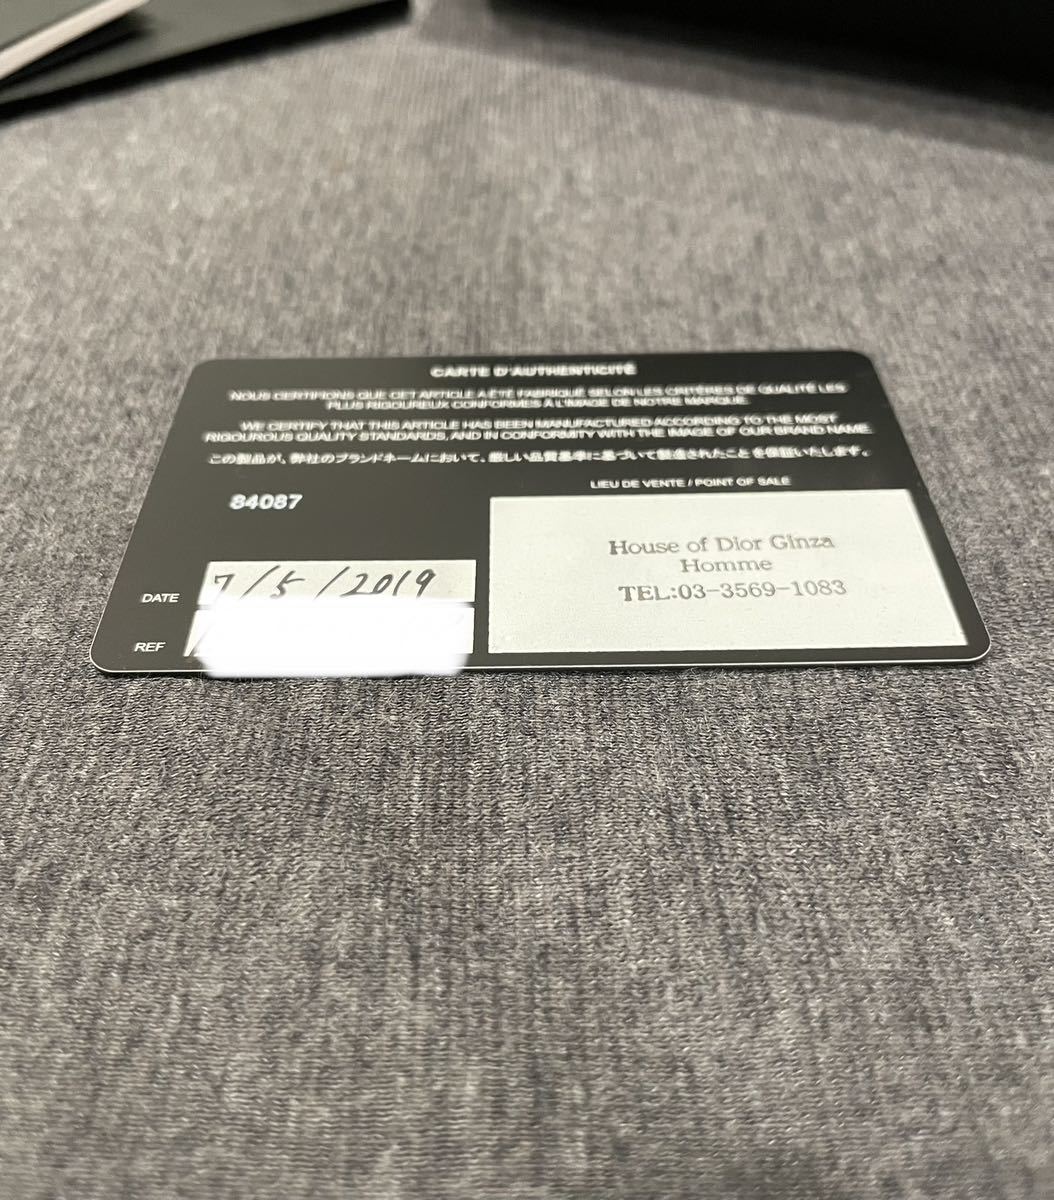 CARTE D'AUTHENTICITÉ
NOUS CERTIFIONS QUE CET ARTICLE A ÉTÉ FABRIQUÉ SELON LES CRITÈRES DE QUALITÉ LES
PLUS RIGOUREUX CONFORMES A L'IMAGE DE NOTRE MARQUE.
WE CERTIFY THAT THIS ARTICLE HAS BEEN MANUFACTURED ACCORDING TO THE MOST
RIGOUROUS QUALITY STANDARDS, AND IN CONFORMITY WITH THE IMAGE OF OUR BRAND NAME.
この製品が、弊社のブランドネームにおいて、厳しい品質基準に基づいて製造されたことを保証いたします。
84087
LIEU DE VENTE / POINT OF SALE
House of Dior Ginza
Homme
TEL:03-3569-1083
DATE 7/5/2019
REF